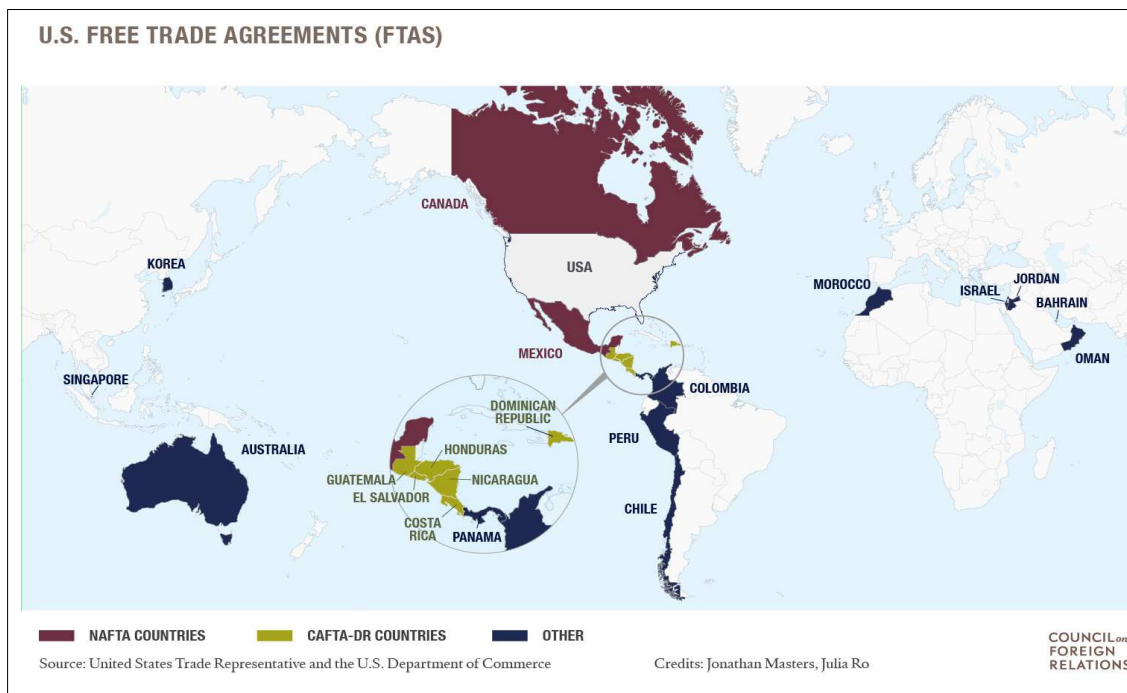 U.S. FREE TRADE AGREEMENTS (FTAS)
CANADA
KOREA
USA
MOROCCO
ISRAEL
JORDAN
BAHRAIN
MEXICO
OMAN
SINGAPORE
COLOMBIA
DOMINICAN
REPUBLIC
PERU
AUSTRALIA
HONDURAS
GUATEMALA
NICARAGUA
EL SALVADOR
CHILE
COSTA
RICA
PANAMA
NAFTA COUNTRIES
CAFTA-DR COUNTRIES
OTHER
Source: United States Trade Representative and the U.S. Department of Commerce
Credits: Jonathan Masters, Julia Ro
COUNCIL on
FOREIGN
RELATIONS